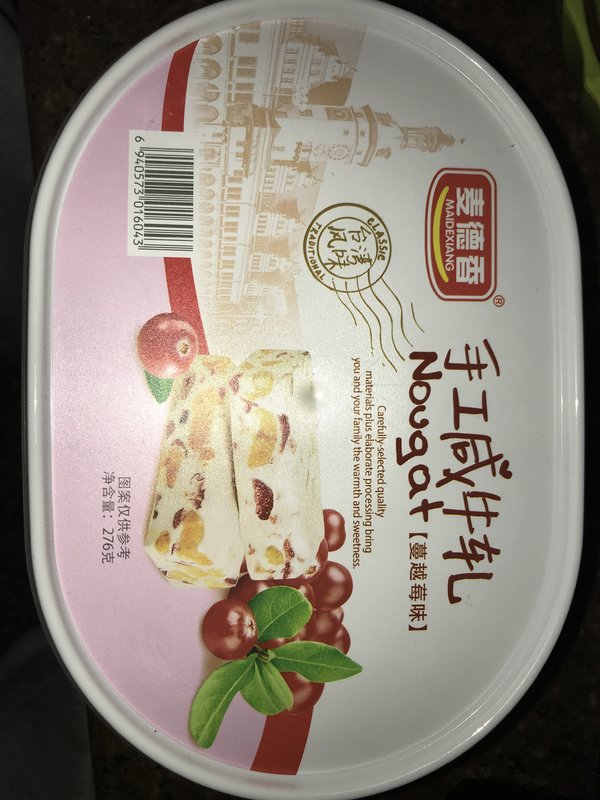 麦德香
MAIDEXIANG
®
CLASSIC
台湾
风味
TRADITIONAL
手工咸牛轧
Nougat
【蔓越莓味】
Carefully-selected quality
materials plus elaborate processing bring
you and your family the warmth and sweetness.
图案仅供参考
净含量：276克
6 940573 016043